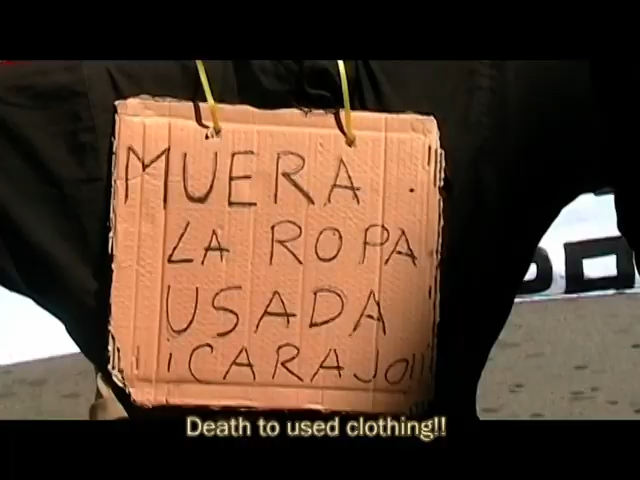 MUERA
LA ROPA
USADA
¡¡CARAJO!!
Death to used clothing!!